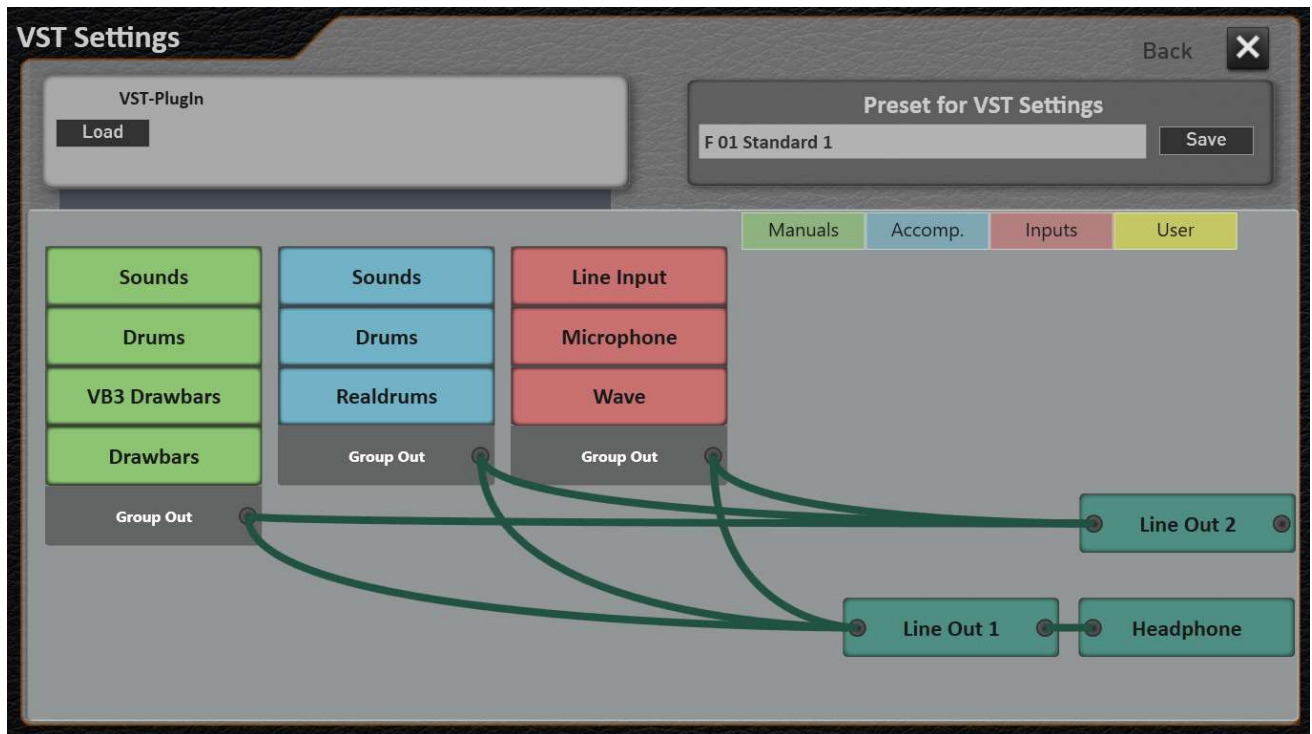 VST Settings
Back
VST-PlugIn
Load
Preset for VST Settings
F 01 Standard 1
Save
Manuals
Accomp.
Inputs
User
Sounds
Drums
VB3 Drawbars
Drawbars
Group Out
Sounds
Drums
Realdrums
Group Out
Line Input
Microphone
Wave
Group Out
Line Out 2
Line Out 1
Headphone